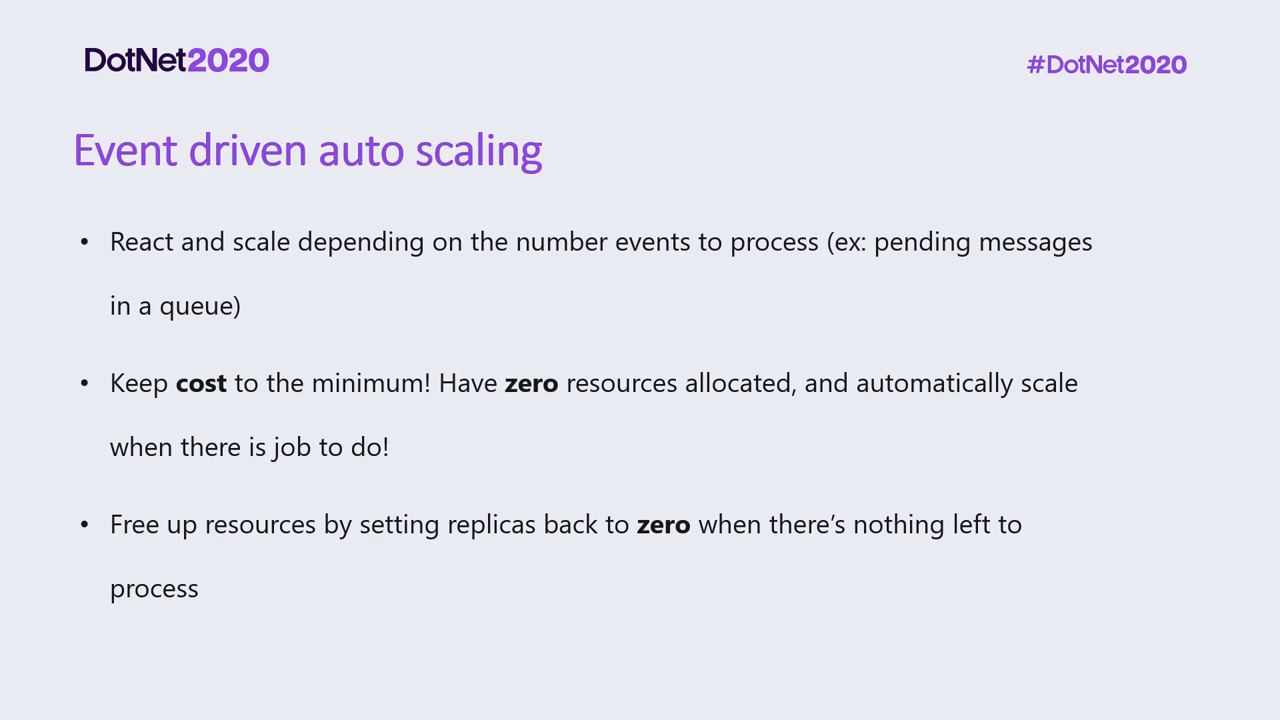 DotNet2020
#DotNet2020
Event driven auto scaling
• React and scale depending on the number events to process (ex: pending messages
in a queue)
• Keep cost to the minimum! Have zero resources allocated, and automatically scale
when there is job to do!
• Free up resources by setting replicas back to zero when there’s nothing left to
process